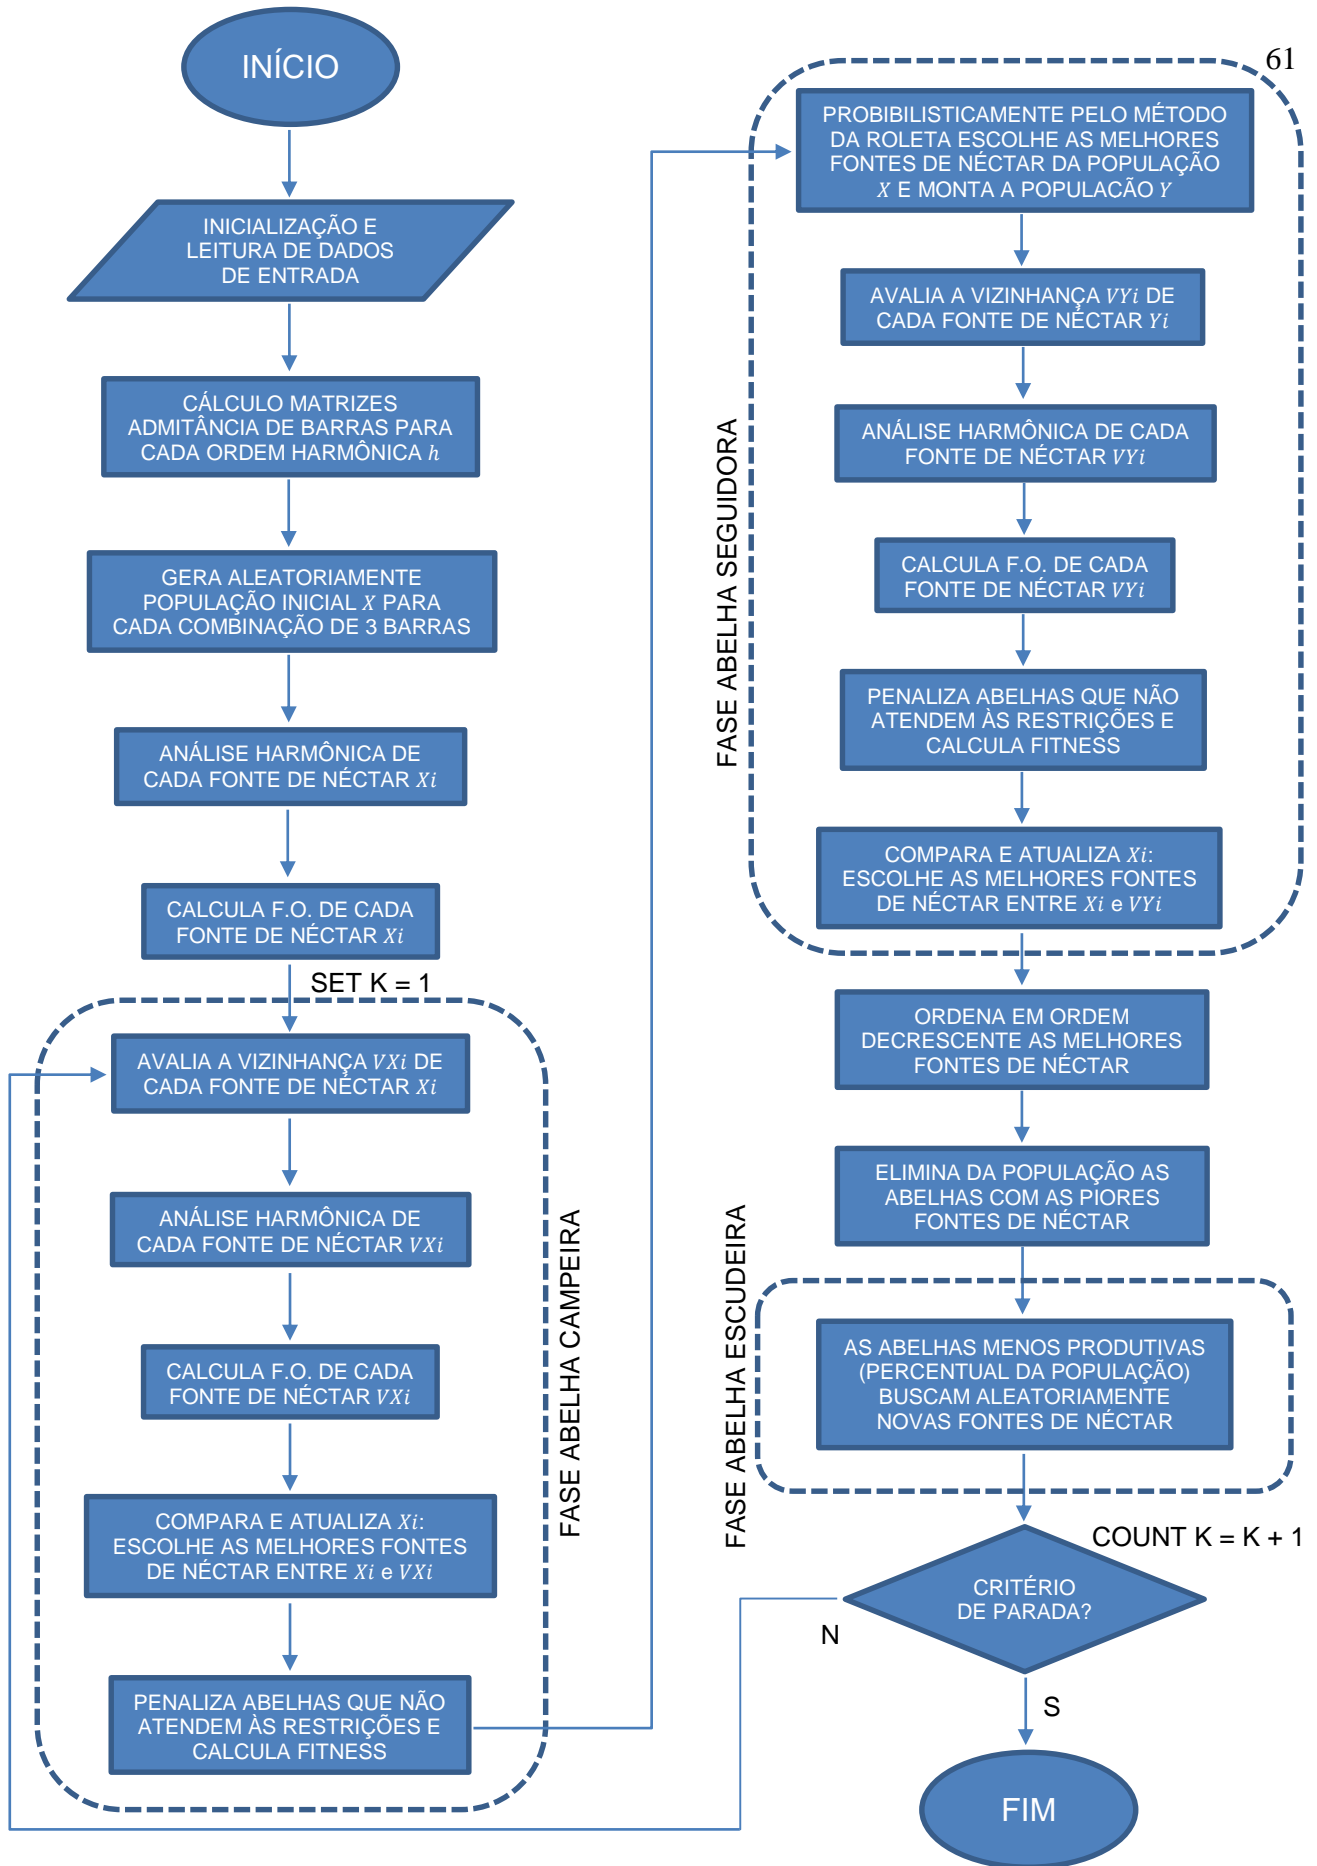 61
INÍCIO
INICIALIZAÇÃO E
LEITURA DE DADOS
DE ENTRADA
CÁLCULO MATRIZES
ADMITÂNCIA DE BARRAS PARA
CADA ORDEM HARMÔNICA h
GERA ALEATORIAMENTE
POPULAÇÃO INICIAL X PARA
CADA COMBINAÇÃO DE 3 BARRAS
ANÁLISE HARMÔNICA DE
CADA FONTE DE NÉCTAR Xi
CALCULA F.O. DE CADA
FONTE DE NÉCTAR Xi
SET K = 1
AVALIA A VIZINHANÇA VXi DE
CADA FONTE DE NÉCTAR Xi
ANÁLISE HARMÔNICA DE
CADA FONTE DE NÉCTAR VXi
CALCULA F.O. DE CADA
FONTE DE NÉCTAR VXi
COMPARA E ATUALIZA Xi:
ESCOLHE AS MELHORES FONTES
DE NÉCTAR ENTRE Xi e VXi
PENALIZA ABELHAS QUE NÃO
ATENDEM ÀS RESTRIÇÕES E
CALCULA FITNESS
FASE ABELHA CAMPEIRA
PROBIBILISTICAMENTE PELO MÉTODO
DA ROLETA ESCOLHE AS MELHORES
FONTES DE NÉCTAR DA POPULAÇÃO
X E MONTA A POPULAÇÃO Y
AVALIA A VIZINHANÇA VYi DE
CADA FONTE DE NÉCTAR Yi
ANÁLISE HARMÔNICA DE CADA
FONTE DE NÉCTAR VYi
CALCULA F.O. DE CADA
FONTE DE NÉCTAR VYi
PENALIZA ABELHAS QUE NÃO
ATENDEM ÀS RESTRIÇÕES E
CALCULA FITNESS
COMPARA E ATUALIZA Xi:
ESCOLHE AS MELHORES FONTES
DE NÉCTAR ENTRE Xi e VYi
FASE ABELHA SEGUIDORA
ORDENA EM ORDEM
DECRESCENTE AS MELHORES
FONTES DE NÉCTAR
ELIMINA DA POPULAÇÃO AS
ABELHAS COM AS PIORES
FONTES DE NÉCTAR
AS ABELHAS MENOS PRODUTIVAS
(PERCENTUAL DA POPULAÇÃO)
BUSCAM ALEATORIAMENTE
NOVAS FONTES DE NÉCTAR
FASE ABELHA ESCUDEIRA
COUNT K = K + 1
CRITÉRIO
DE PARADA?
N
S
FIM